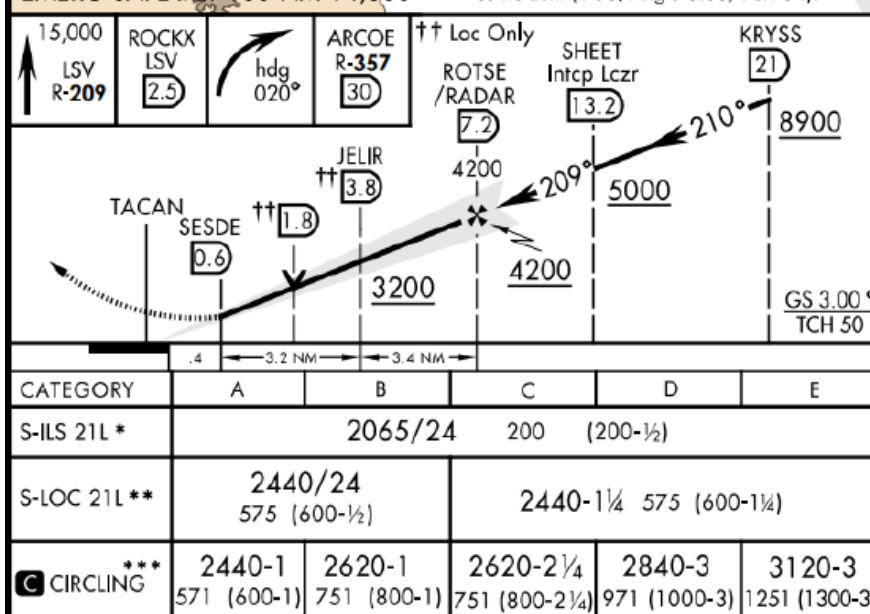 15,000
LSV
R-209
ROCKX
LSV
2.5
hdg
020°
ARCOE
R-357
30
†† Loc Only
ROTSE
/RADAR
7.2
4200
SHEET
Intcp Lczr
13.2
KRYSS
21
8900
210°
209°
5000
4200
JELIR
†† 3.8
†† 1.8
3200
TACAN
SESDE
0.6
GS 3.00°
TCH 50
.4 3.2 NM 3.4 NM
CATEGORY A B C D E
S-ILS 21L * 2065/24 200 (200-½)
S-LOC 21L ** 2440/24 575 (600-½) 2440-1¼ 575 (600-1¼)
C CIRCLING *** 2440-1 2620-1 2620-2¼ 2840-3 3120-3
571 (600-1) 751 (800-1) 751 (800-2¼) 971 (1000-3) 1251 (1300-3